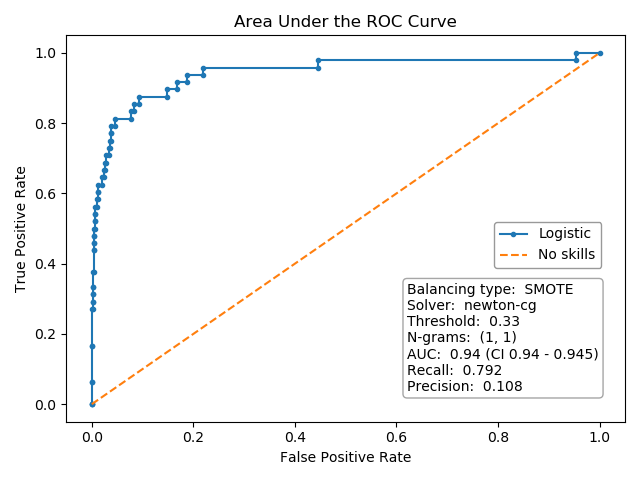 Area Under the ROC Curve
1.0
0.8
0.6
0.4
0.2
0.0
True Positive Rate
Logistic
No skills
Balancing type:  SMOTE
Solver:  newton-cg
Threshold:  0.33
N-grams:  (1, 1)
AUC:  0.94 (CI 0.94 - 0.945)
Recall:  0.792
Precision:  0.108
0.0 0.2 0.4 0.6 0.8 1.0
False Positive Rate